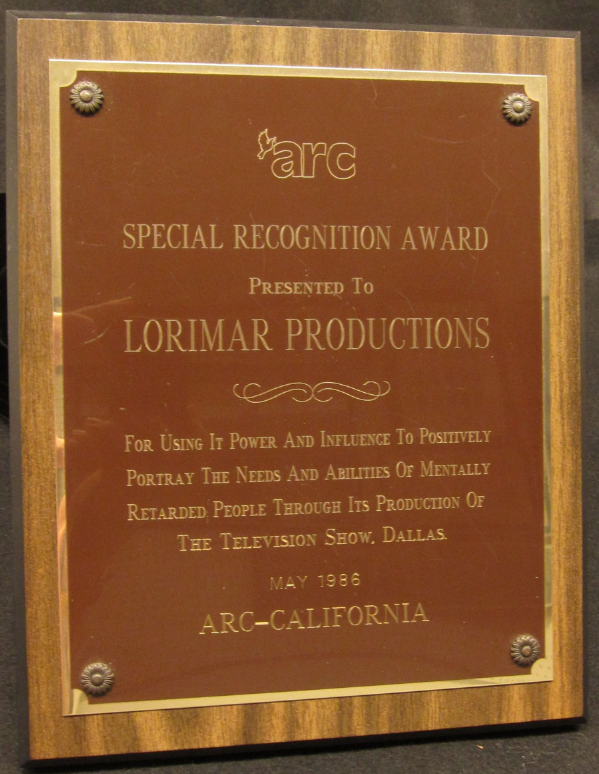 arc
SPECIAL RECOGNITION AWARD
PRESENTED TO
LORIMAR PRODUCTIONS
FOR USING IT POWER AND INFLUENCE TO POSITIVELY
PORTRAY THE NEEDS AND ABILITIES OF MENTALLY
RETARDED PEOPLE THROUGH ITS PRODUCTION OF
THE TELEVISION SHOW, DALLAS.
MAY 1986
ARC-CALIFORNIA